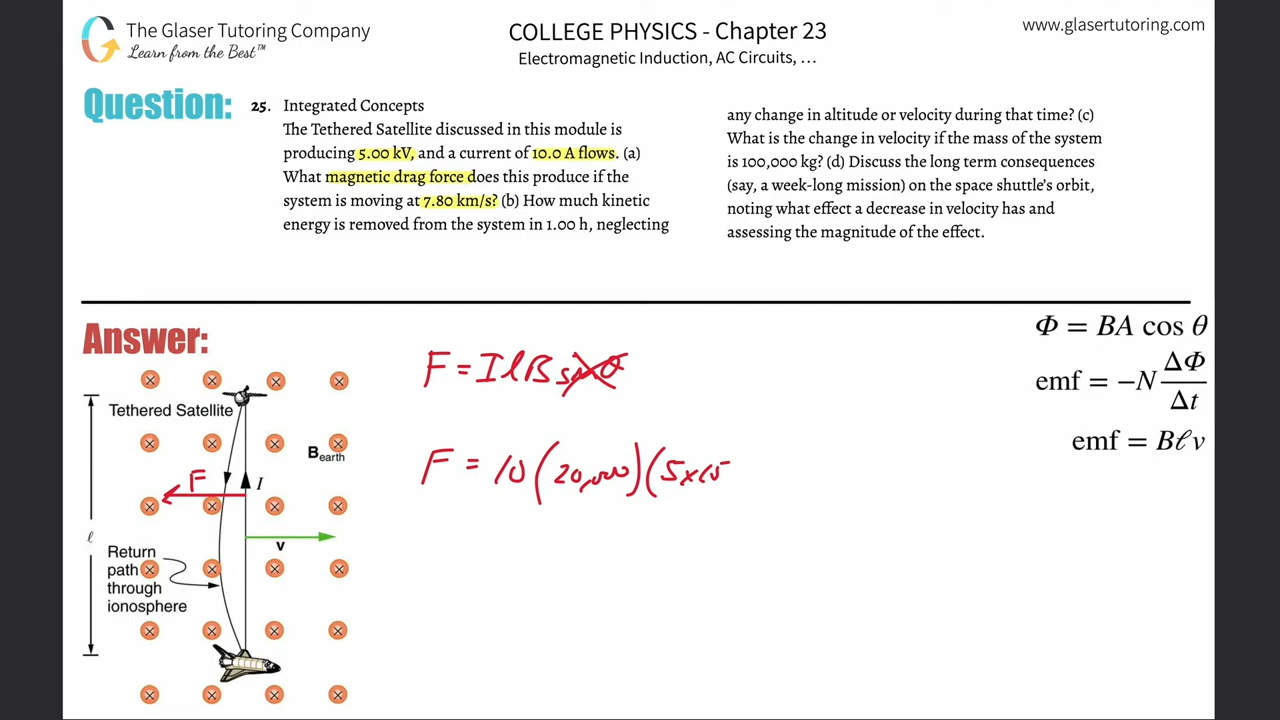 The Glaser Tutoring Company
Learn from the Best™
COLLEGE PHYSICS - Chapter 23
Electromagnetic Induction, AC Circuits, …
www.glasertutoring.com
Question:
25. Integrated Concepts
The Tethered Satellite discussed in this module is
producing 5.00 kV, and a current of 10.0 A flows. (a)
What magnetic drag force does this produce if the
system is moving at 7.80 km/s? (b) How much kinetic
energy is removed from the system in 1.00 h, neglecting
any change in altitude or velocity during that time? (c)
What is the change in velocity if the mass of the system
is 100,000 kg? (d) Discuss the long term consequences
(say, a week-long mission) on the space shuttle’s orbit,
noting what effect a decrease in velocity has and
assessing the magnitude of the effect.
Answer:
Tethered Satellite
B earth
F
I
v
ℓ
Return
path
through
ionosphere
F = IlB sin θ
F = 10 (20,000) (5x10
Φ = BA cos θ
emf = −N ΔΦ/Δt
emf = Bℓv